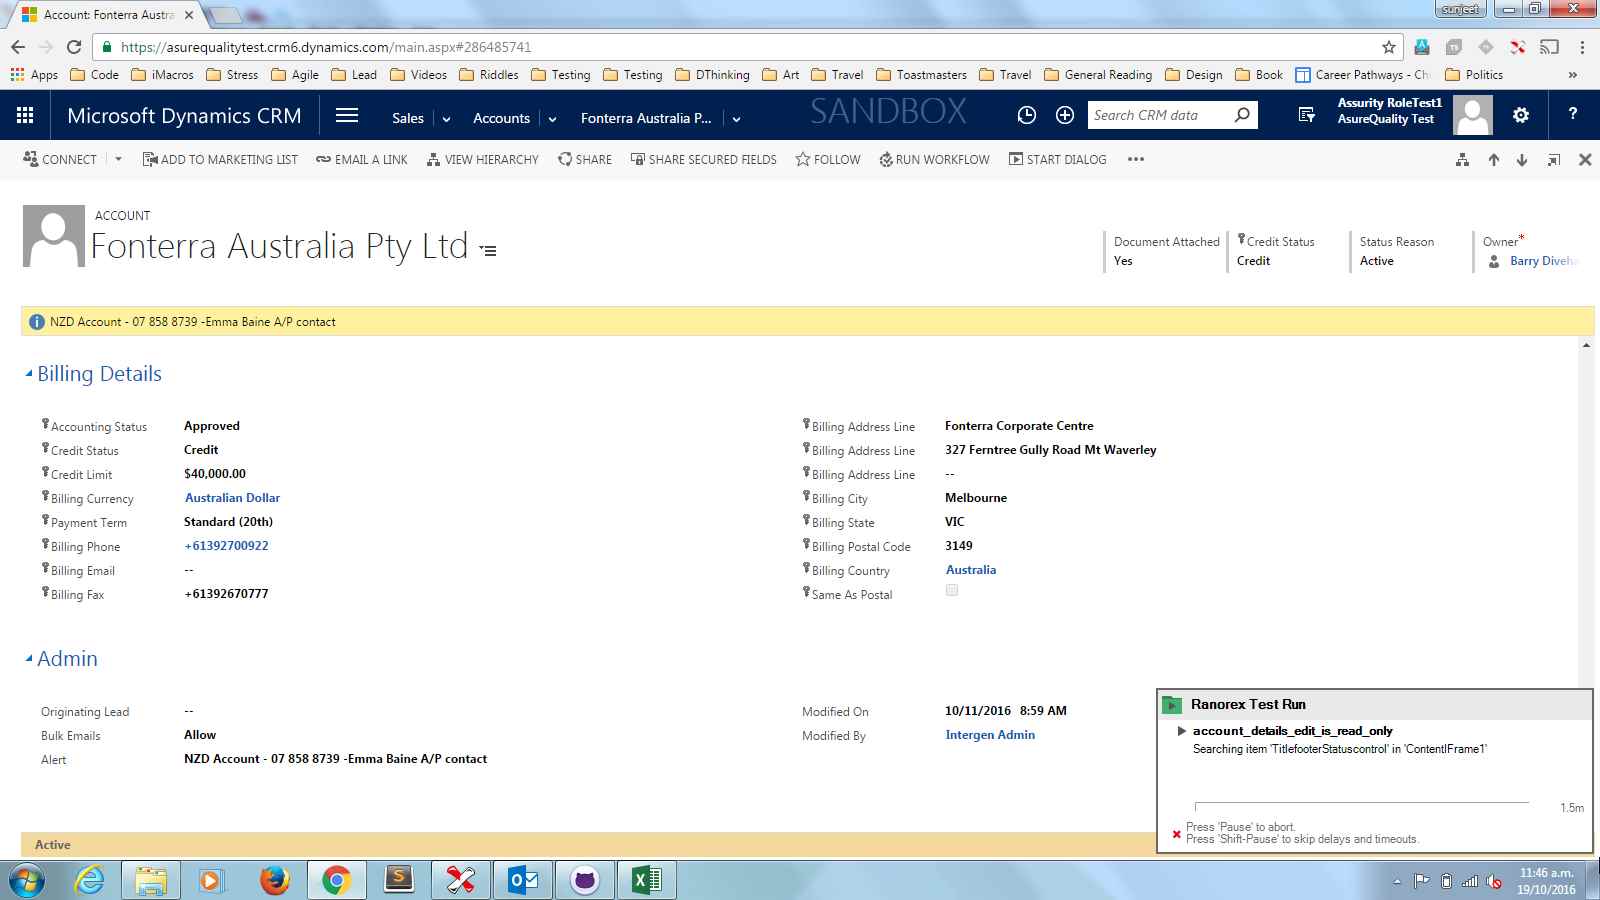 Account: Fonterra Austra
sunjeet
https://asurequalitytest.crm6.dynamics.com/main.aspx#286485741
Apps Code iMacros Stress Agile Lead Videos Riddles Testing Testing DThinking Art Travel Toastmasters Travel General Reading Design Book Career Pathways - Ch Politics »
Microsoft Dynamics CRM Sales Accounts Fonterra Australia P... SANDBOX Search CRM data
Assurity RoleTest1
AsureQuality Test
?
CONNECT ADD TO MARKETING LIST EMAIL A LINK VIEW HIERARCHY SHARE SHARE SECURED FIELDS FOLLOW RUN WORKFLOW START DIALOG •••
ACCOUNT
Fonterra Australia Pty Ltd
Document Attached
Yes
Credit Status
Credit
Status Reason
Active
Owner*
Barry Diveha
NZD Account - 07 858 8739 -Emma Baine A/P contact
Billing Details
Accounting Status Approved
Credit Status Credit
Credit Limit $40,000.00
Billing Currency Australian Dollar
Payment Term Standard (20th)
Billing Phone +61392700922
Billing Email --
Billing Fax +61392670777
Billing Address Line Fonterra Corporate Centre
Billing Address Line 327 Ferntree Gully Road Mt Waverley
Billing Address Line --
Billing City Melbourne
Billing State VIC
Billing Postal Code 3149
Billing Country Australia
Same As Postal
Admin
Originating Lead --
Bulk Emails Allow
Alert NZD Account - 07 858 8739 -Emma Baine A/P contact
Modified On 10/11/2016 8:59 AM
Modified By Intergen Admin
Ranorex Test Run
account_details_edit_is_read_only
Searching item 'TitlefooterStatuscontrol' in 'ContentIFrame1'
1.5m
Press 'Pause' to abort.
Press 'Shift-Pause' to skip delays and timeouts.
Active
11:46 a.m.
19/10/2016